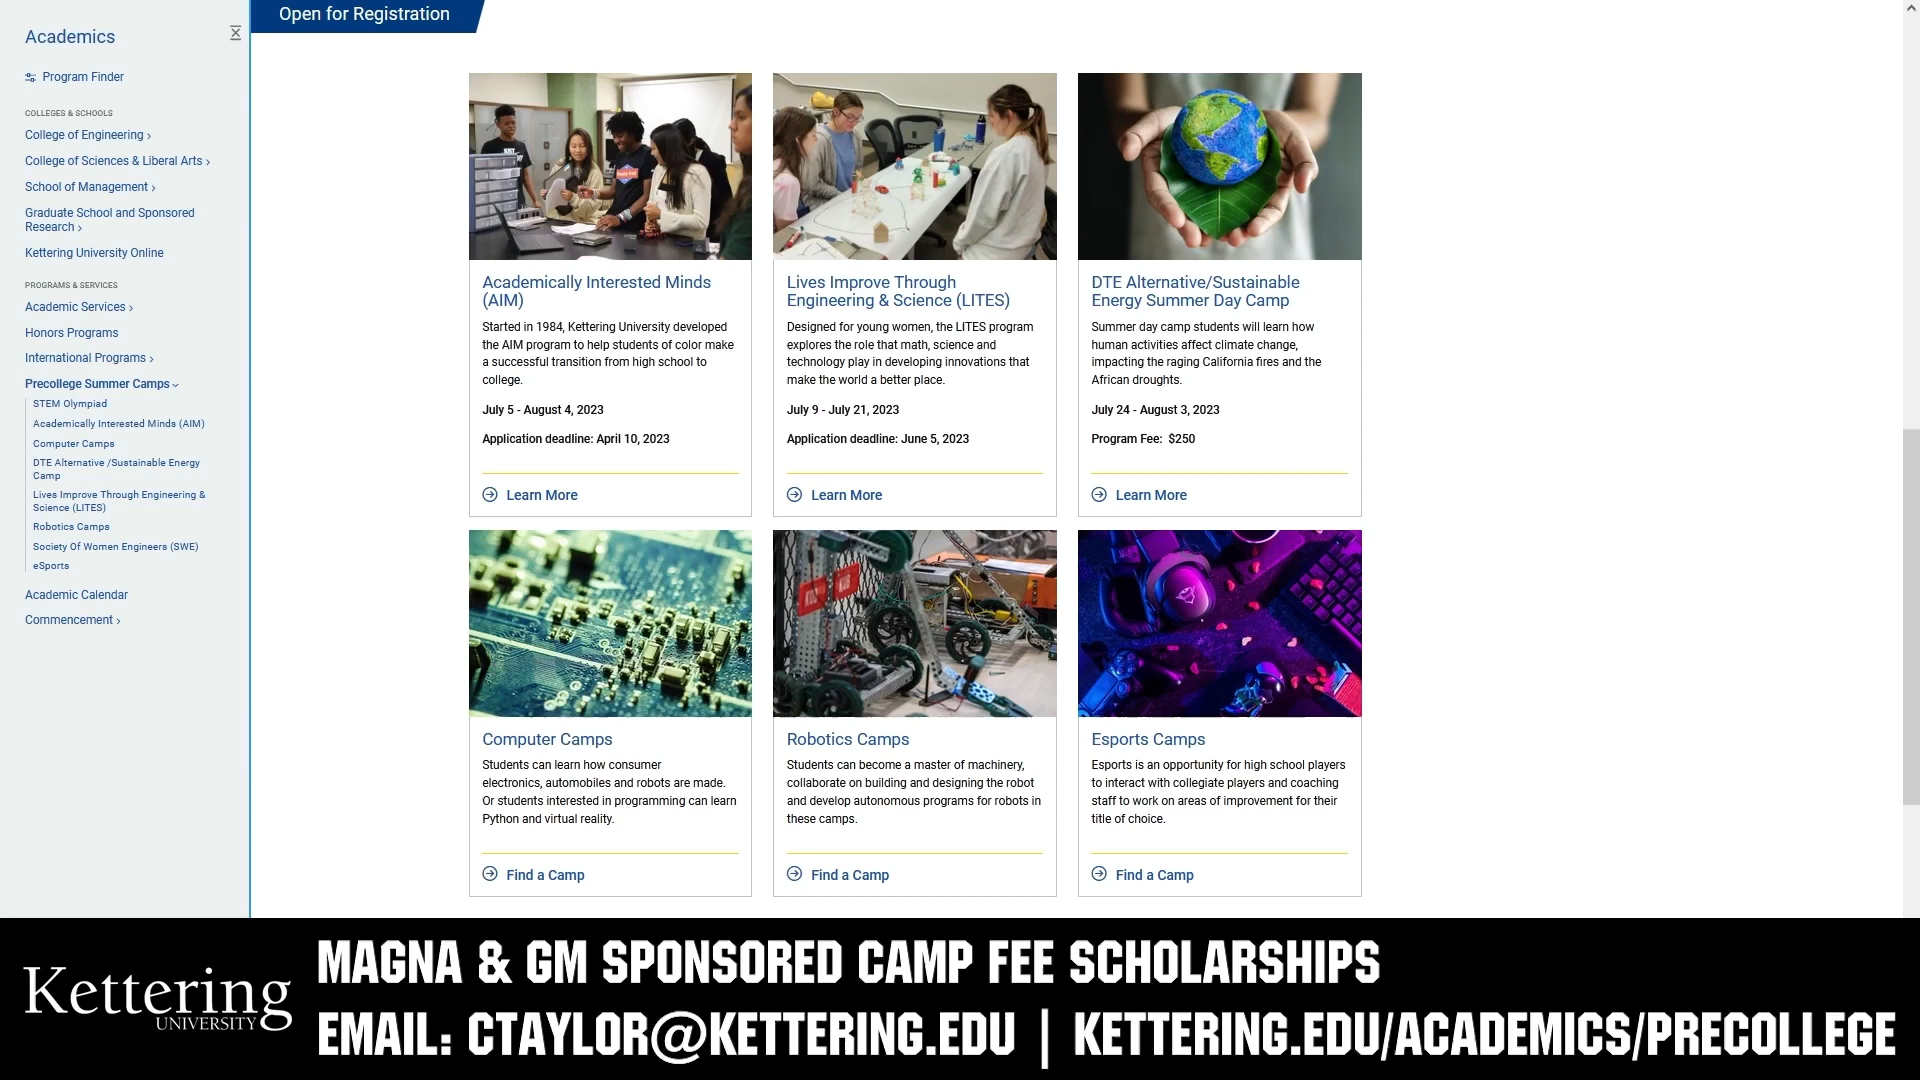 Academics
Program Finder
COLLEGES & SCHOOLS
College of Engineering
College of Sciences & Liberal Arts
School of Management
Graduate School and Sponsored
Research
Kettering University Online
PROGRAMS & SERVICES
Academic Services
Honors Programs
International Programs
Precollege Summer Camps
STEM Olympiad
Academically Interested Minds (AIM)
Computer Camps
DTE Alternative /Sustainable Energy
Camp
Lives Improve Through Engineering &
Science (LITES)
Robotics Camps
Society Of Women Engineers (SWE)
eSports
Academic Calendar
Commencement
Open for Registration
Academically Interested Minds
(AIM)
Started in 1984, Kettering University developed
the AIM program to help students of color make
a successful transition from high school to
college.
July 5 - August 4, 2023
Application deadline: April 10, 2023
Learn More
Lives Improve Through
Engineering & Science (LITES)
Designed for young women, the LITES program
explores the role that math, science and
technology play in developing innovations that
make the world a better place.
July 9 - July 21, 2023
Application deadline: June 5, 2023
Learn More
DTE Alternative/Sustainable
Energy Summer Day Camp
Summer day camp students will learn how
human activities affect climate change,
impacting the raging California fires and the
African droughts.
July 24 - August 3, 2023
Program Fee: $250
Learn More
Computer Camps
Students can learn how consumer
electronics, automobiles and robots are made.
Or students interested in programming can learn
Python and virtual reality.
Find a Camp
Robotics Camps
Students can become a master of machinery,
collaborate on building and designing the robot
and develop autonomous programs for robots in
these camps.
Find a Camp
Esports Camps
Esports is an opportunity for high school players
to interact with collegiate players and coaching
staff to work on areas of improvement for their
title of choice.
Find a Camp
Kettering
UNIVERSITY
MAGNA & GM SPONSORED CAMP FEE SCHOLARSHIPS
EMAIL: CTAYLOR@KETTERING.EDU | KETTERING.EDU/ACADEMICS/PRECOLLEGE